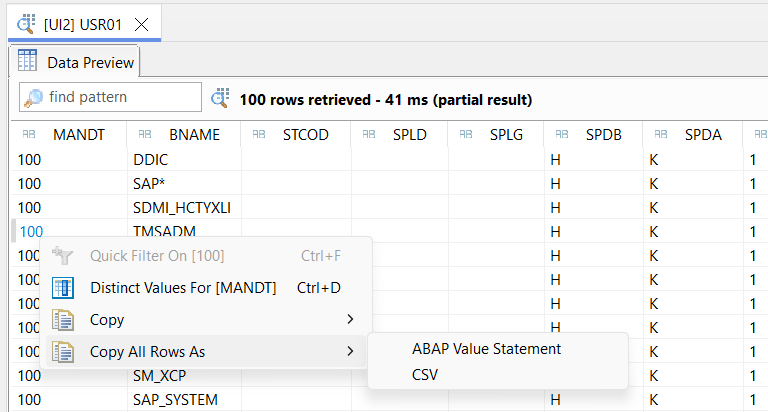 [UI2] USR01
Data Preview
find pattern
100 rows retrieved - 41 ms (partial result)
MANDT BNAME STCOD SPLD SPLG SPDB SPDA
100 DDIC H K 1
100 SAP* H K 1
100 SDMI_HCTYXLI H K 1
100 TMSADM H K 1
100 H K 1
100 H K 1
100 H K 1
100 H K 1
100 K 1
100 SM_XCP K 1
100 SAP_SYSTEM H K 1
Quick Filter On [100] Ctrl+F
Distinct Values For [MANDT] Ctrl+D
Copy
Copy All Rows As
ABAP Value Statement
CSV